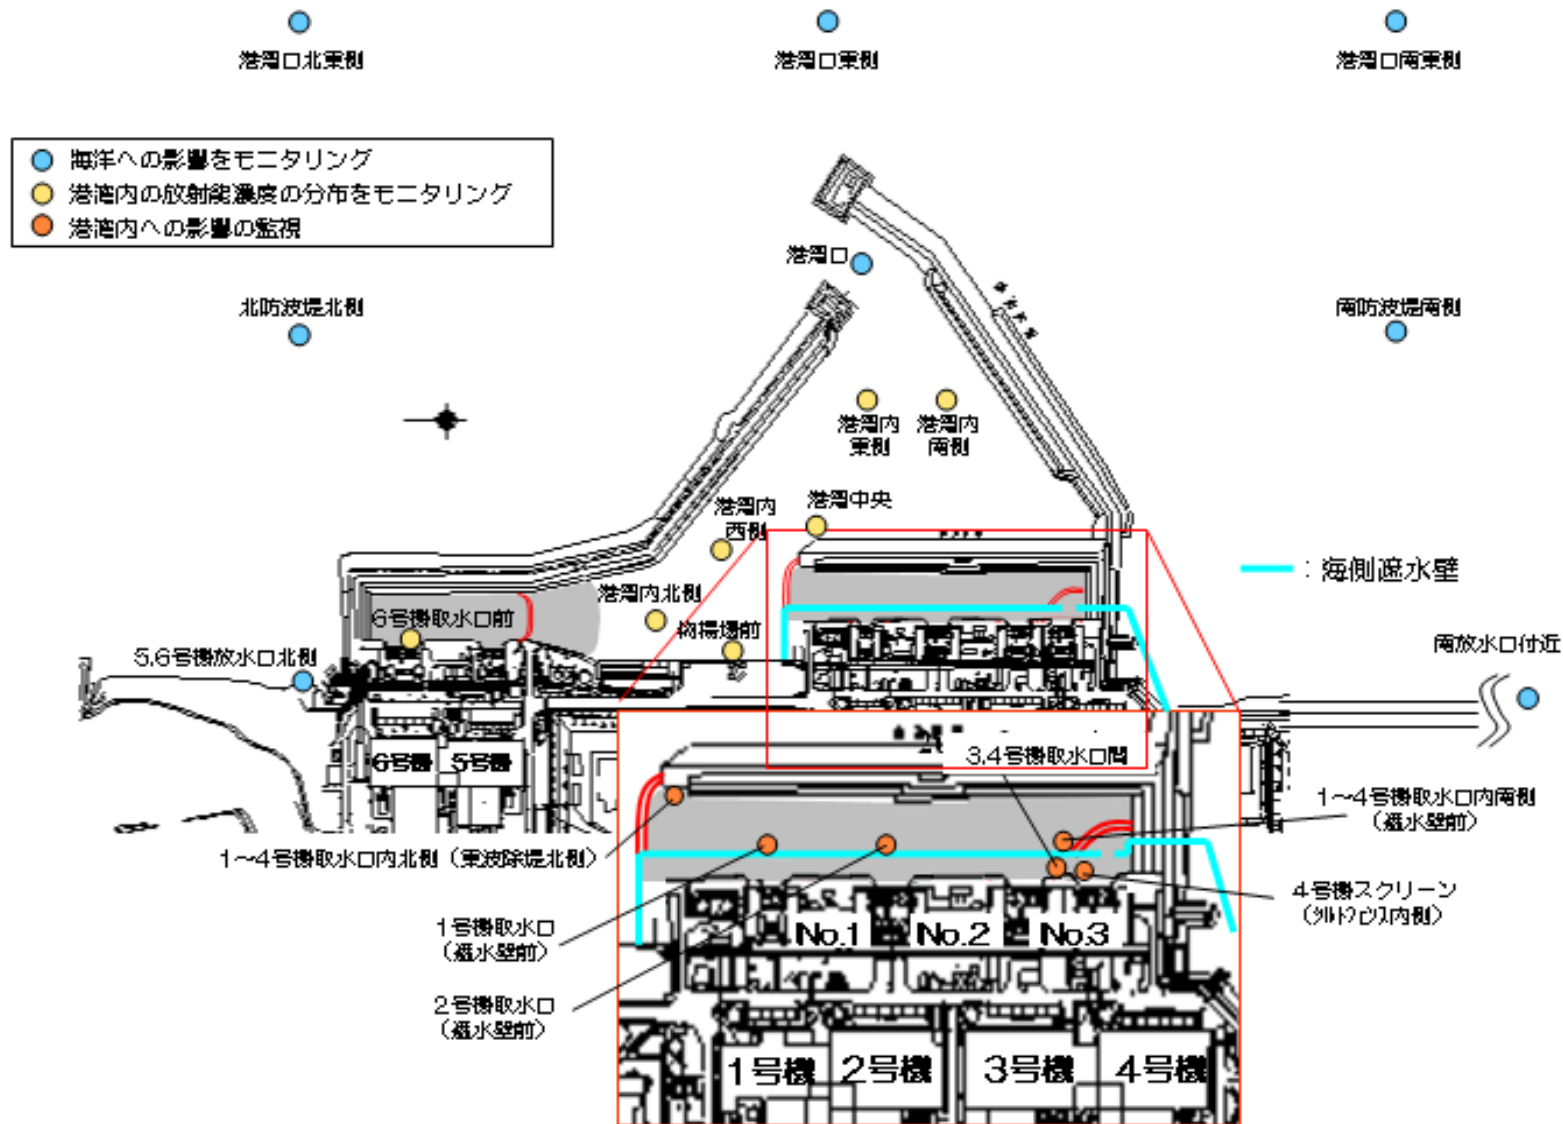 港湾口北東側
港湾口東側
港湾口南東側
海洋への影響をモニタリング
港湾内の放射能濃度の分布をモニタリング
港湾内への影響の監視
港湾口
北防波堤北側
南防波堤南側
港湾内
東側
港湾内
南側
港湾内
西側
港湾中央
:海側遮水壁
港湾内北側
6号機取水口前
物揚場前
5,6号機放水口北側
南放水口付近
6号機
5号機
3,4号機取水口間
1~4号機取水口内南側
(遮水壁前)
1~4号機取水口内北側(東波除堤北側)
4号機スクリーン
(シルトフェンス内側)
1号機取水口
(遮水壁前)
No.1
No.2
No.3
2号機取水口
(遮水壁前)
1号機
2号機
3号機
4号機